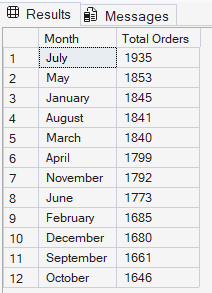 Results Messages
Month Total Orders
1 July 1935
2 May 1853
3 January 1845
4 August 1841
5 March 1840
6 April 1799
7 November 1792
8 June 1773
9 February 1685
10 December 1680
11 September 1661
12 October 1646